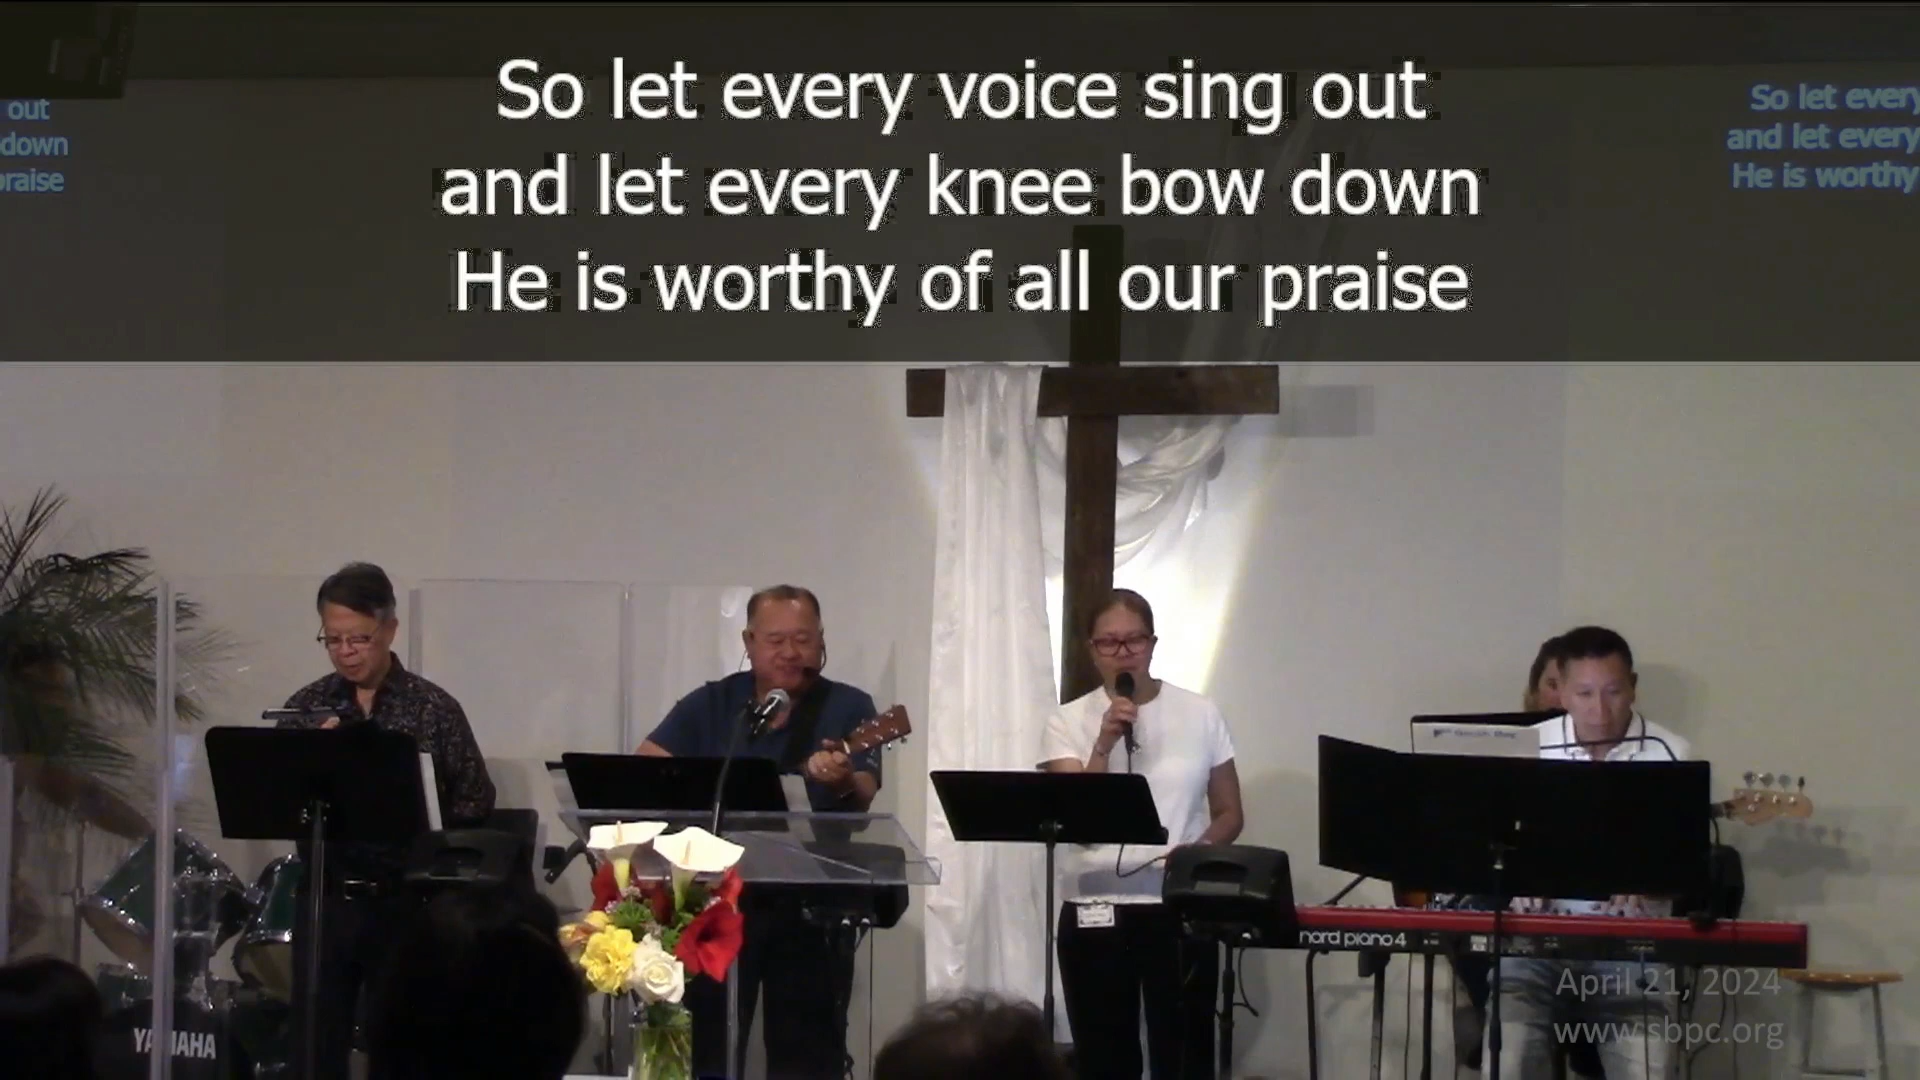 So let every voice sing out
and let every knee bow down
He is worthy of all our praise
out
down
praise
So let every
and let every
He is worthy
nord piano 4
YAMAHA
April 21, 2024
www.sbpc.org